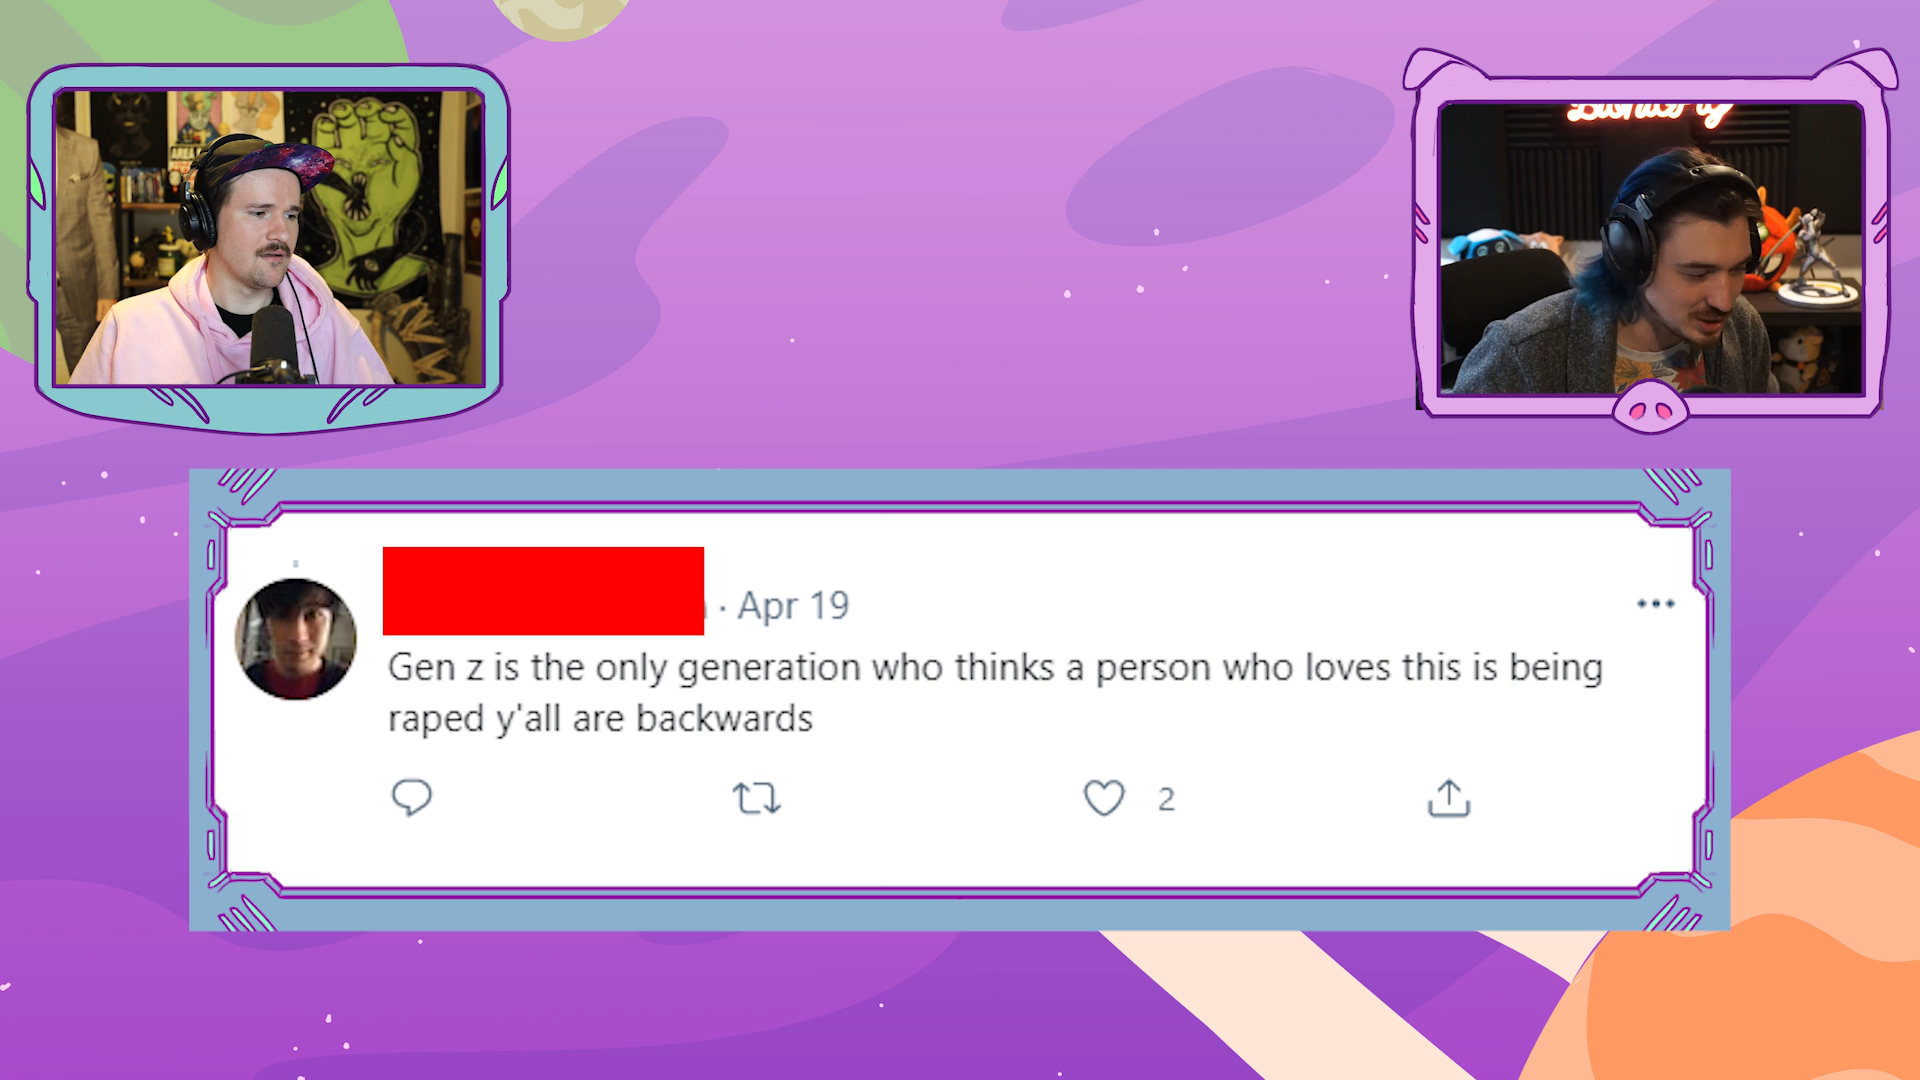 · Apr 19
Gen z is the only generation who thinks a person who loves this is being
raped y'all are backwards
2